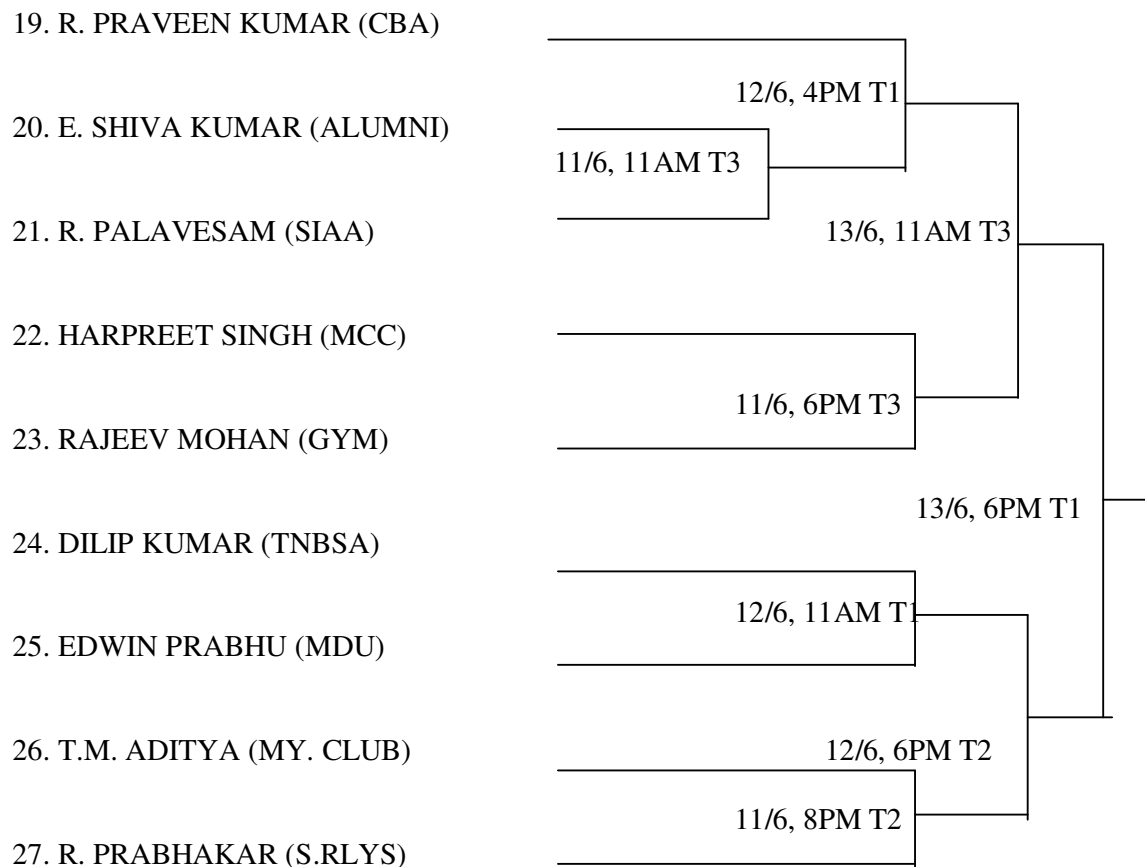 19. R. PRAVEEN KUMAR (CBA)
12/6, 4PM T1
20. E. SHIVA KUMAR (ALUMNI)
11/6, 11AM T3
21. R. PALAVESAM (SIAA)
13/6, 11AM T3
22. HARPREET SINGH (MCC)
11/6, 6PM T3
23. RAJEEV MOHAN (GYM)
13/6, 6PM T1
24. DILIP KUMAR (TNBSA)
12/6, 11AM T1
25. EDWIN PRABHU (MDU)
26. T.M. ADITYA (MY. CLUB)
12/6, 6PM T2
11/6, 8PM T2
27. R. PRABHAKAR (S.RLYS)